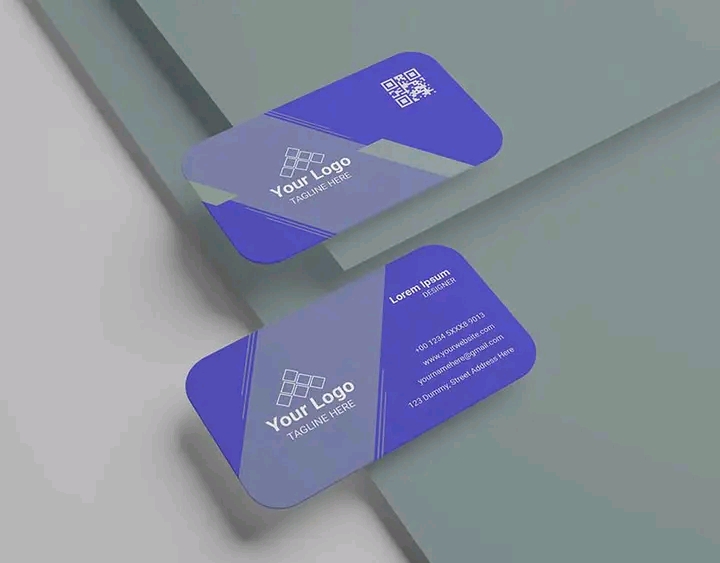 Your Logo
TAGLINE HERE
Lorem Ipsum
DESIGNER
+00 1234 5XXX8 9013
www.yourwebsite.com
yournamehere@gmail.com
123 Dummy, Street Address Here
Your Logo
TAGLINE HERE